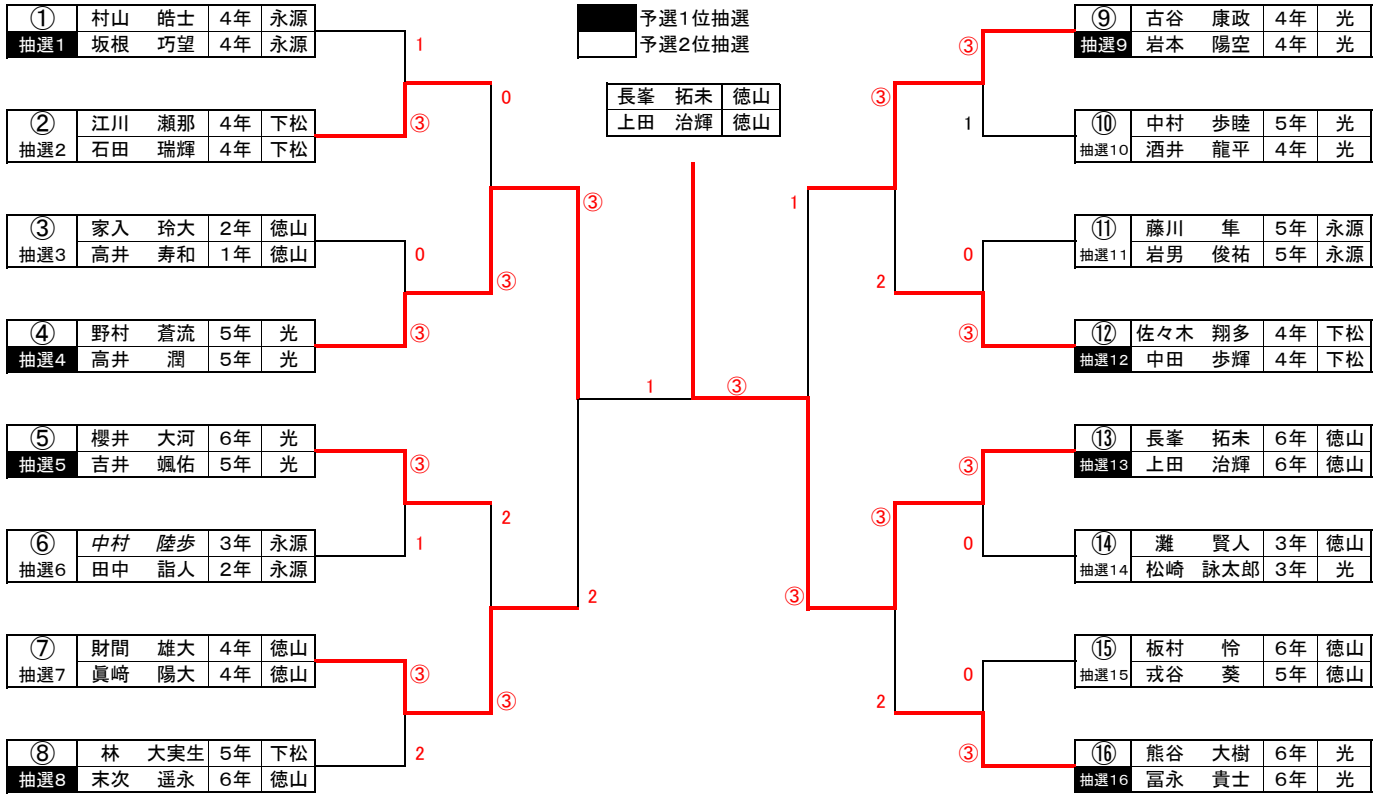 ① 村山 皓士 4年 永源
抽選1 坂根 巧望 4年 永源
② 江川 瀬那 4年 下松
抽選2 石田 瑞輝 4年 下松
③ 家入 玲大 2年 徳山
抽選3 高井 寿和 1年 徳山
④ 野村 蒼流 5年 光
抽選4 高井 潤 5年 光
⑤ 櫻井 大河 6年 光
抽選5 吉井 颯佑 5年 光
⑥ 中村 陸歩 3年 永源
抽選6 田中 詣人 2年 永源
⑦ 財間 雄大 4年 徳山
抽選7 眞﨑 陽大 4年 徳山
⑧ 林 大実生 5年 下松
抽選8 末次 遥永 6年 徳山
1
③
0
③
③
1
③
2
0
③
2
③
③
2
予選1位抽選
予選2位抽選
長峯 拓未 徳山
上田 治輝 徳山
1 ③
1
③
③
2
③
2
③
1
0
③
③
0
0
③
⑨ 古谷 康政 4年 光
抽選9 岩本 陽空 4年 光
⑩ 中村 歩睦 5年 光
抽選10 酒井 龍平 4年 光
⑪ 藤川 隼 5年 永源
抽選11 岩男 俊祐 5年 永源
⑫ 佐々木 翔多 4年 下松
抽選12 中田 歩輝 4年 下松
⑬ 長峯 拓未 6年 徳山
抽選13 上田 治輝 6年 徳山
⑭ 灘 賢人 3年 徳山
抽選14 松崎 詠太郎 3年 光
⑮ 板村 怜 6年 徳山
抽選15 戎谷 葵 5年 徳山
⑯ 熊谷 大樹 6年 光
抽選16 冨永 貴士 6年 光